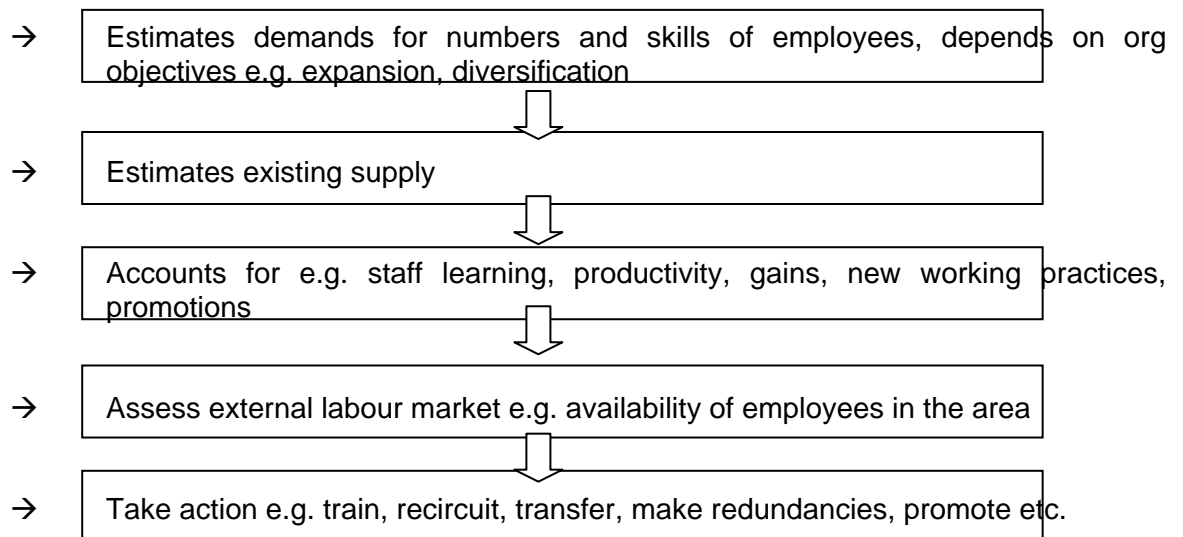 → Estimates demands for numbers and skills of employees, depends on org
objectives e.g. expansion, diversification
→ Estimates existing supply
→ Accounts for e.g. staff learning, productivity, gains, new working practices,
promotions
→ Assess external labour market e.g. availability of employees in the area
→ Take action e.g. train, recircuit, transfer, make redundancies, promote etc.